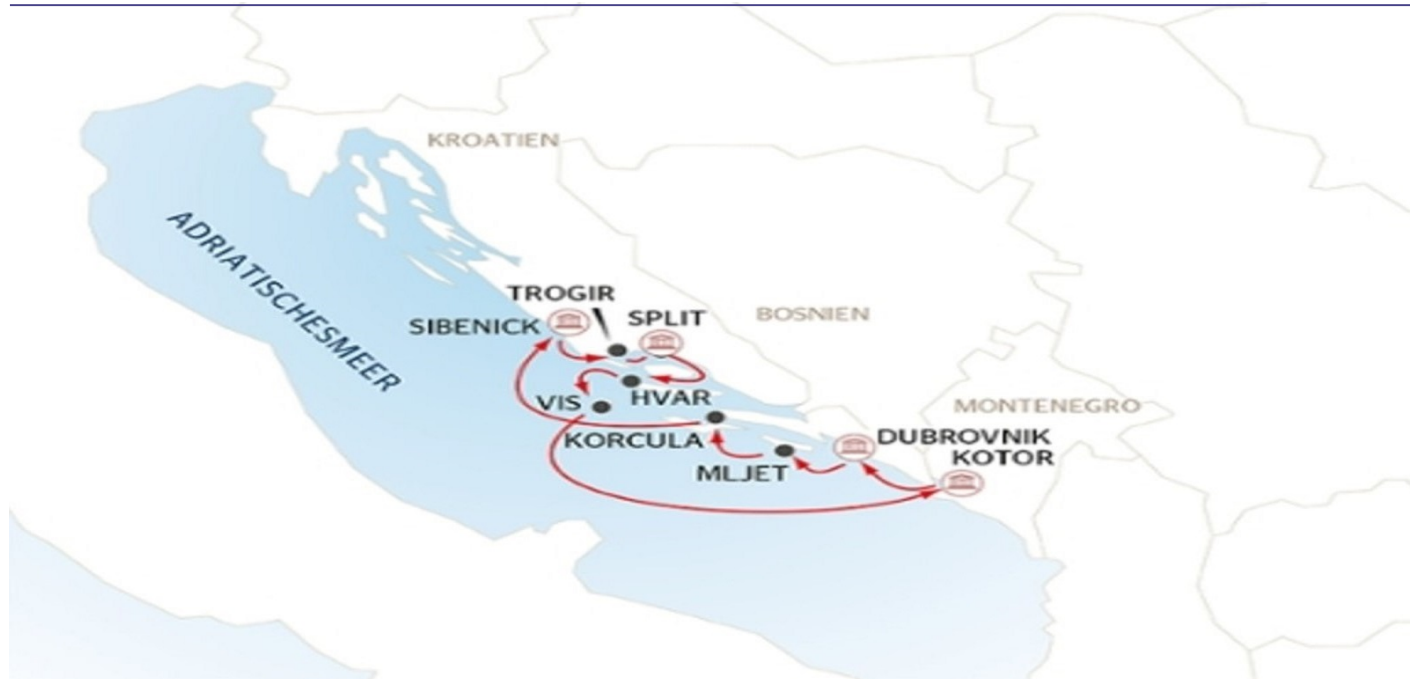 KROATIEN
ADRIATISCHESMEER
TROGIR
SPLIT
SIBENICK
BOSNIEN
VIS
HVAR
MONTENEGRO
KORCULA
DUBROVNIK
KOTOR
MLJET